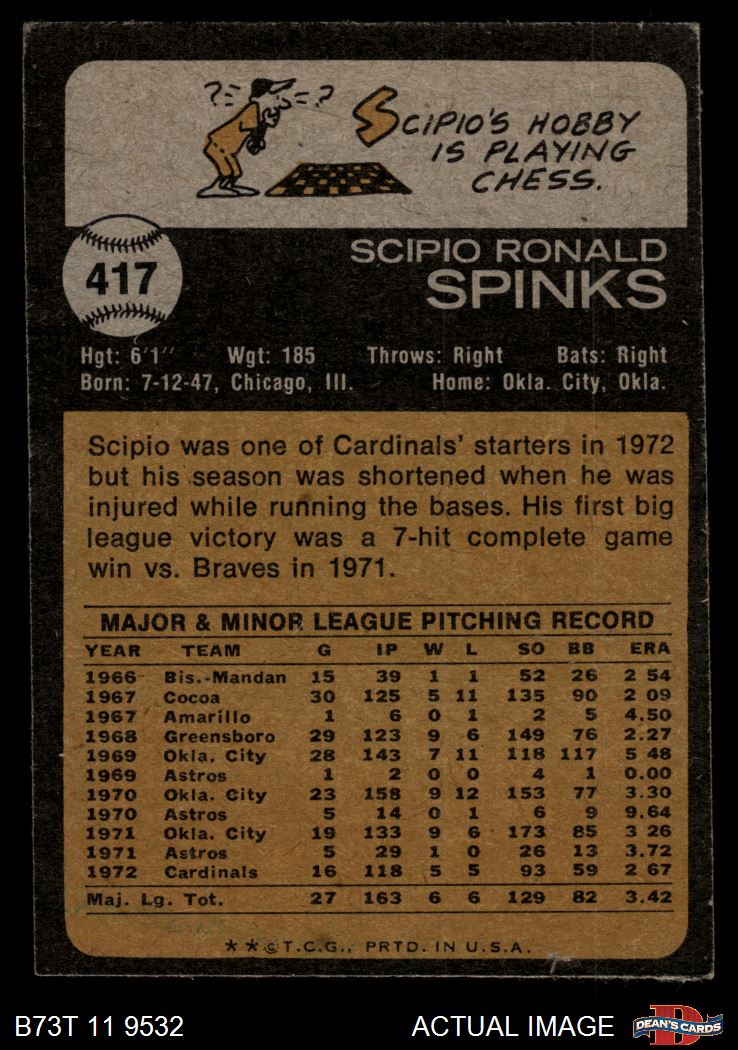 ? = = ?
SCIPIO'S HOBBY
IS PLAYING
CHESS.
417
SCIPIO RONALD
SPINKS
Hgt: 6'1" Wgt: 185 Throws: Right Bats: Right
Born: 7-12-47, Chicago, Ill. Home: Okla. City, Okla.
Scipio was one of Cardinals' starters in 1972
but his season was shortened when he was
injured while running the bases. His first big
league victory was a 7-hit complete game
win vs. Braves in 1971.
MAJOR & MINOR LEAGUE PITCHING RECORD
YEAR TEAM G IP W L SO BB ERA
1966 Bis.-Mandan 15 39 1 1 52 26 2 54
1967 Cocoa 30 125 5 11 135 90 2 09
1967 Amarillo 1 6 0 1 2 5 4.50
1968 Greensboro 29 123 9 6 149 76 2.27
1969 Okla. City 28 143 7 11 118 117 5 48
1969 Astros 1 2 0 0 4 1 0.00
1970 Okla. City 23 158 9 12 153 77 3.30
1970 Astros 5 14 0 1 6 9 9.64
1971 Okla. City 19 133 9 6 173 85 3 26
1971 Astros 5 29 1 0 26 13 3.72
1972 Cardinals 16 118 5 5 93 59 2 67
Maj. Lg. Tot. 27 163 6 6 129 82 3.42
★ ★ © T.C.G., PRTD. IN U.S.A.
B73T 11 9532 ACTUAL IMAGE DEAN'S CARDS